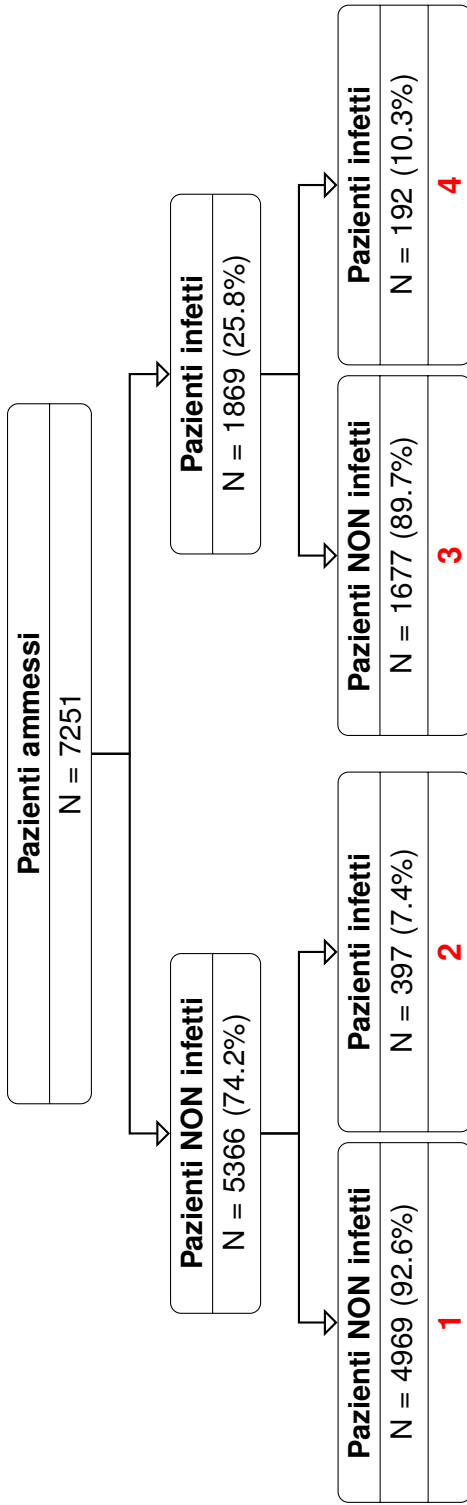 Pazienti ammessi
N = 7251
Pazienti NON infetti
N = 5366 (74.2%)
Pazienti infetti
N = 1869 (25.8%)
Pazienti NON infetti
N = 4969 (92.6%)
1
Pazienti infetti
N = 397 (7.4%)
2
Pazienti NON infetti
N = 1677 (89.7%)
3
Pazienti infetti
N = 192 (10.3%)
4